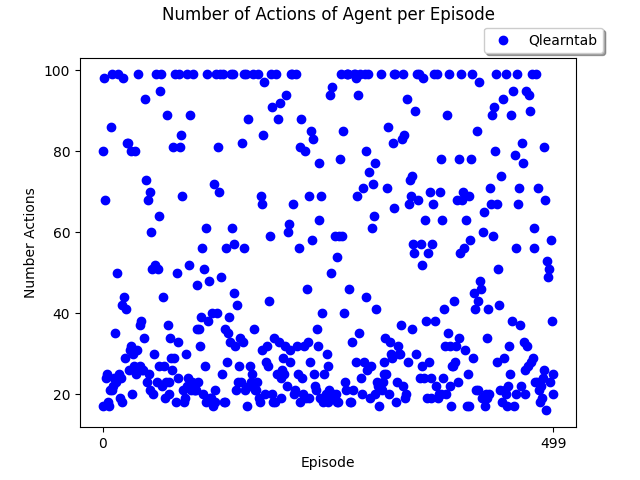 Number of Actions of Agent per Episode
Qlearntab
100
80
60
40
20
Number Actions
0
499
Episode